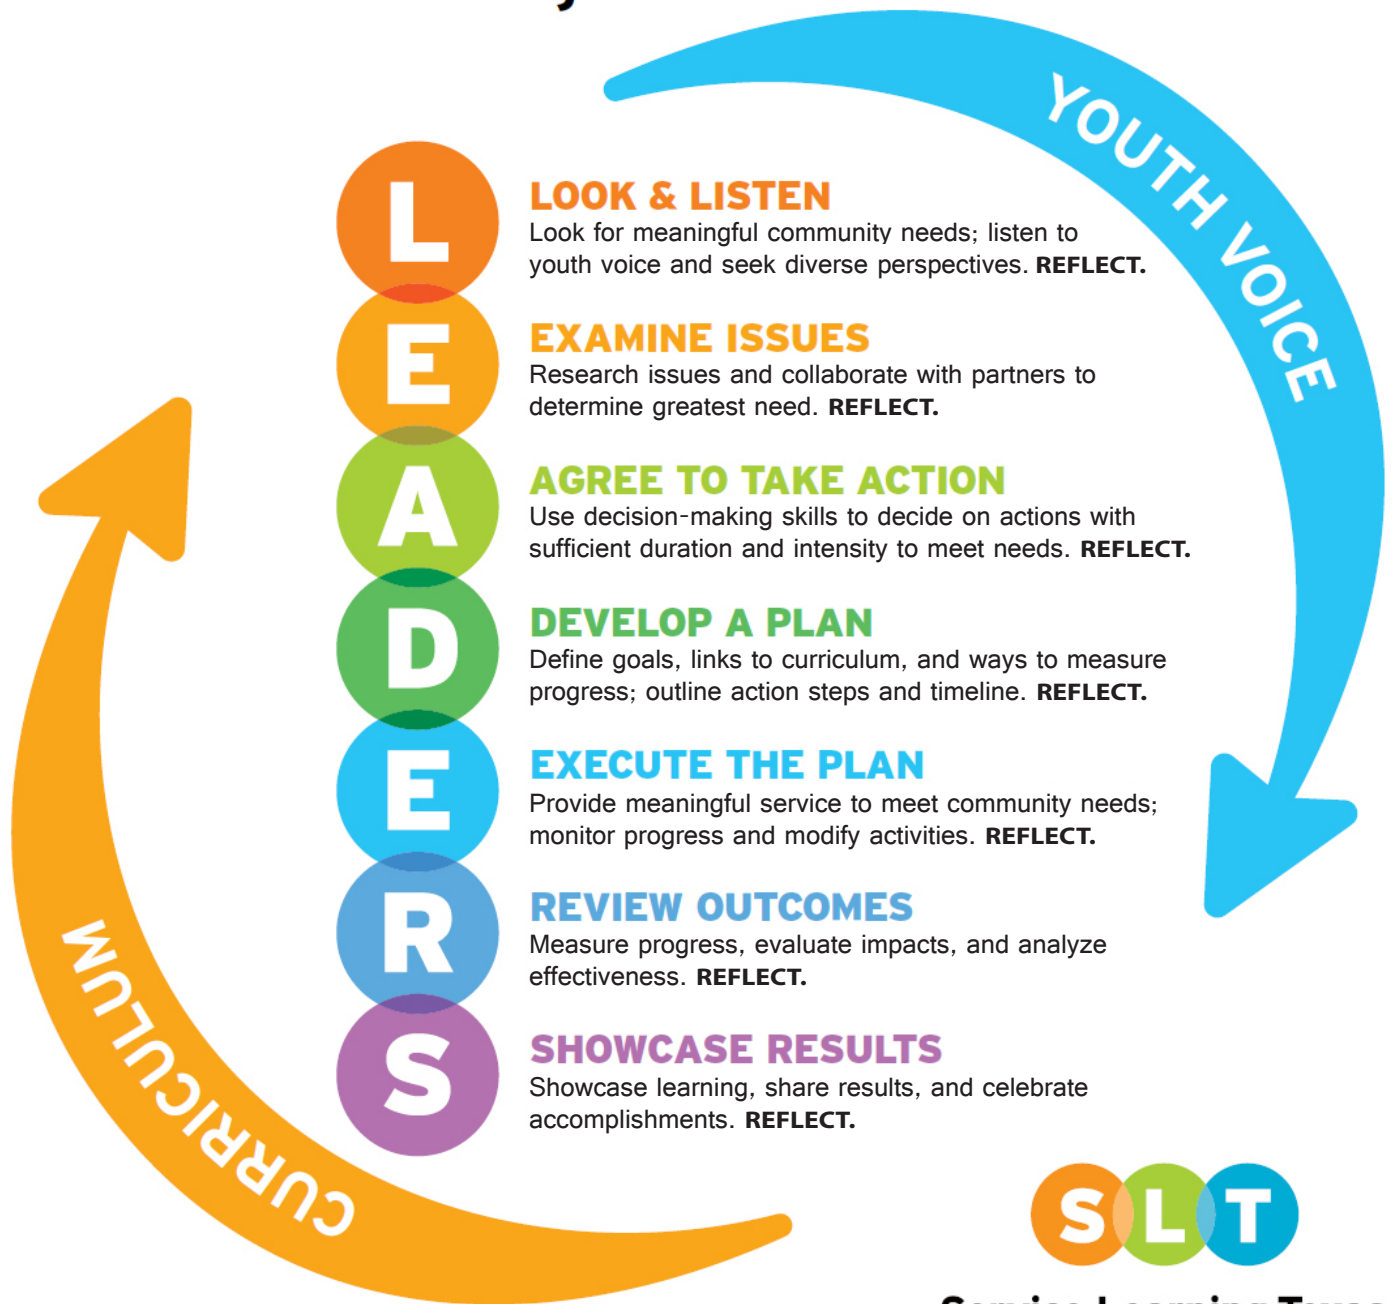 YOUTH VOICE
L
LOOK & LISTEN
Look for meaningful community needs; listen to
youth voice and seek diverse perspectives. REFLECT.
E
EXAMINE ISSUES
Research issues and collaborate with partners to
determine greatest need. REFLECT.
A
AGREE TO TAKE ACTION
Use decision-making skills to decide on actions with
sufficient duration and intensity to meet needs. REFLECT.
D
DEVELOP A PLAN
Define goals, links to curriculum, and ways to measure
progress; outline action steps and timeline. REFLECT.
E
EXECUTE THE PLAN
Provide meaningful service to meet community needs;
monitor progress and modify activities. REFLECT.
R
REVIEW OUTCOMES
Measure progress, evaluate impacts, and analyze
effectiveness. REFLECT.
S
SHOWCASE RESULTS
Showcase learning, share results, and celebrate
accomplishments. REFLECT.
CURRICULUM
SLT
Service Learning